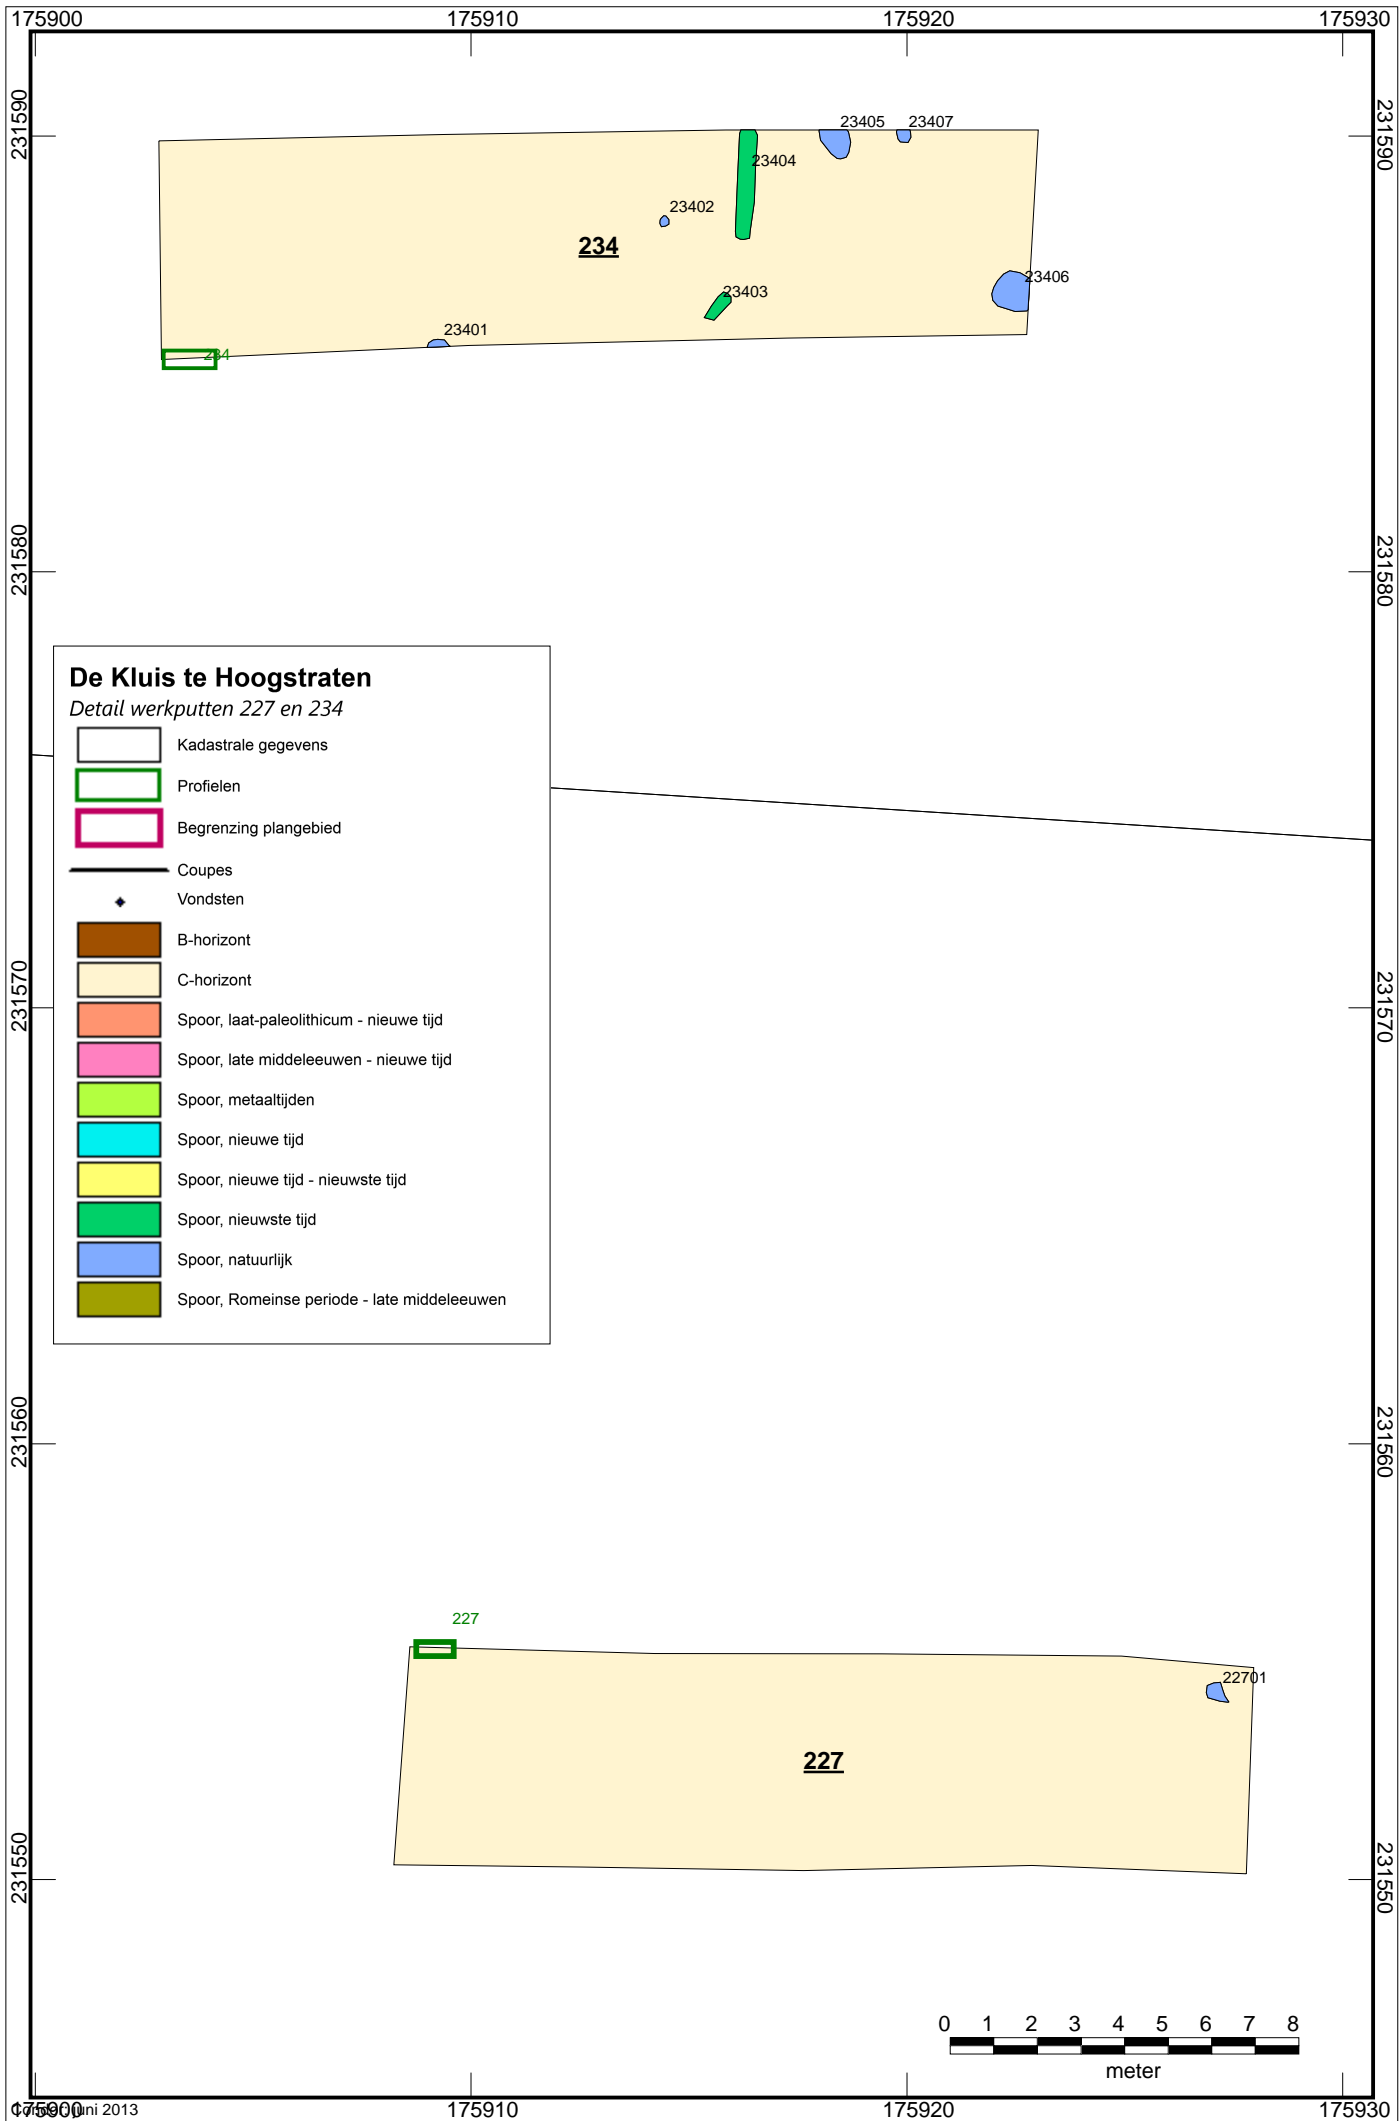 175900 175910 175920 175930
231590
231590
23405 23407
23404
23402
234
23406
23403
23401
234
231580
231580
De Kluis te Hoogstraten
Detail werkputten 227 en 234
Kadastrale gegevens
Profielen
Begrenzing plangebied
Coupes
Vondsten
B-horizont
C-horizont
Spoor, laat-paleolithicum - nieuwe tijd
Spoor, late middeleeuwen - nieuwe tijd
Spoor, metaaltijden
Spoor, nieuwe tijd
Spoor, nieuwe tijd - nieuwste tijd
Spoor, nieuwste tijd
Spoor, natuurlijk
Spoor, Romeinse periode - late middeleeuwen
231570
231570
231560
231560
227
22701
227
231550
231550
0 1 2 3 4 5 6 7 8
meter
175900 175910 175920 175930
juni 2013